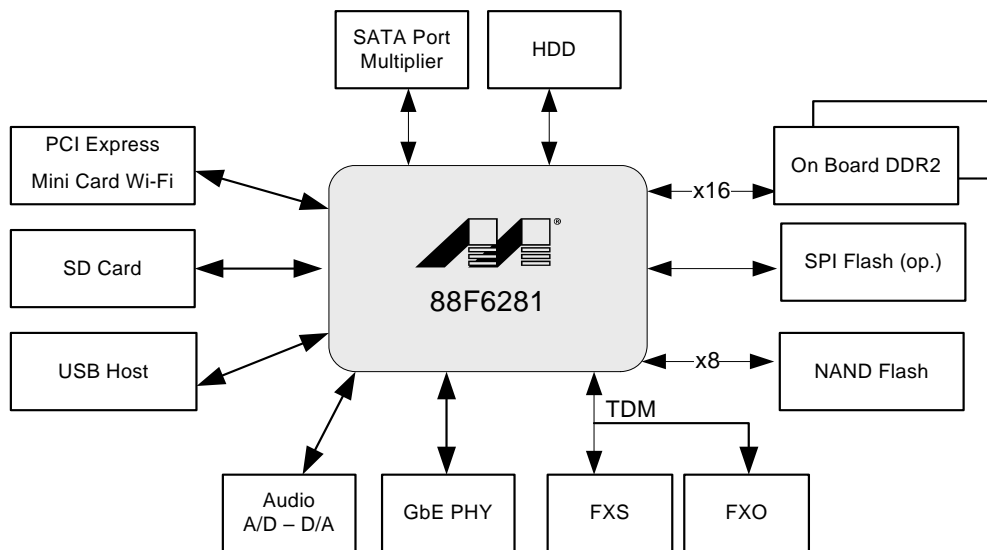 SATA Port
Multiplier
HDD
PCI Express
Mini Card Wi-Fi
On Board DDR2
x16
®
SD Card
SPI Flash (op.)
88F6281
USB Host
x8
NAND Flash
TDM
Audio
A/D – D/A
GbE PHY
FXS
FXO